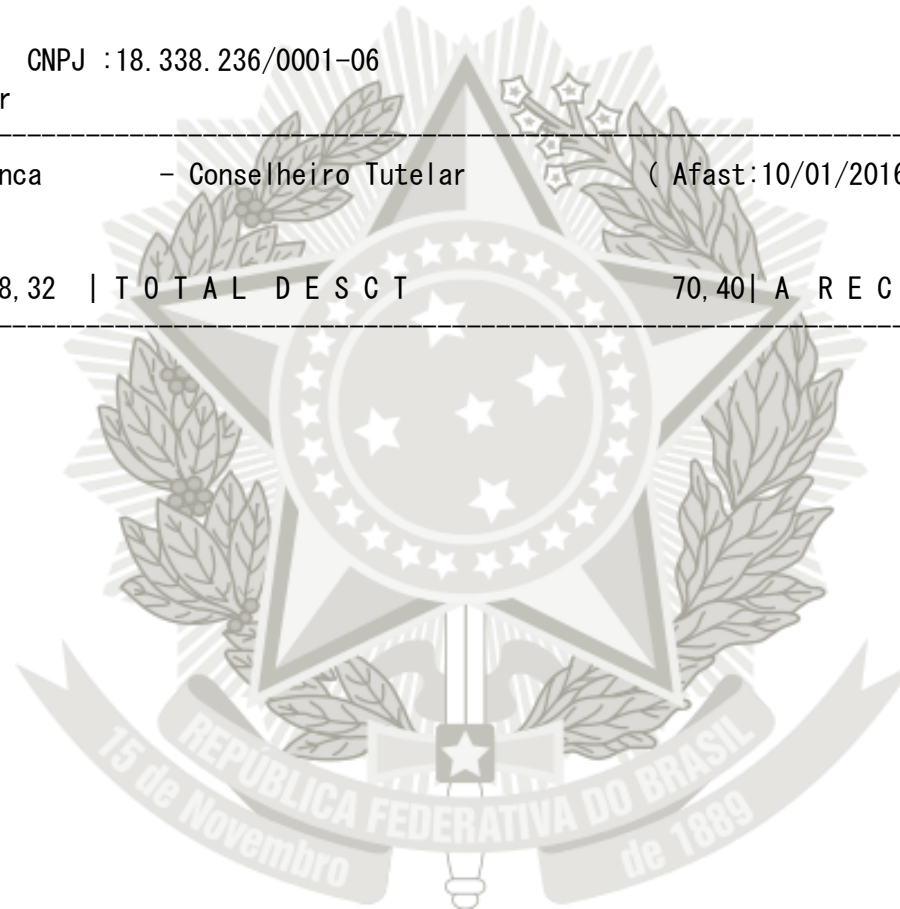 CNPJ :18.338.236/0001-06
r
nca - Conselheiro Tutelar ( Afast:10/01/2016
8,32 | T O T A L D E S C T 70,40| A R E C
REPÚBLICA FEDERATIVA DO BRASIL
15 de Novembro de 1889